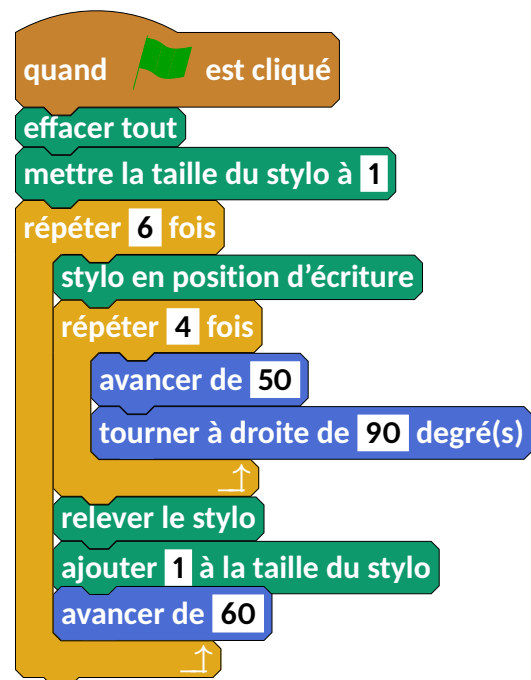 quand est cliqué
effacer tout
mettre la taille du stylo à 1
répéter 6 fois
stylo en position d’écriture
répéter 4 fois
avancer de 50
tourner à droite de 90 degré(s)
relever le stylo
ajouter 1 à la taille du stylo
avancer de 60